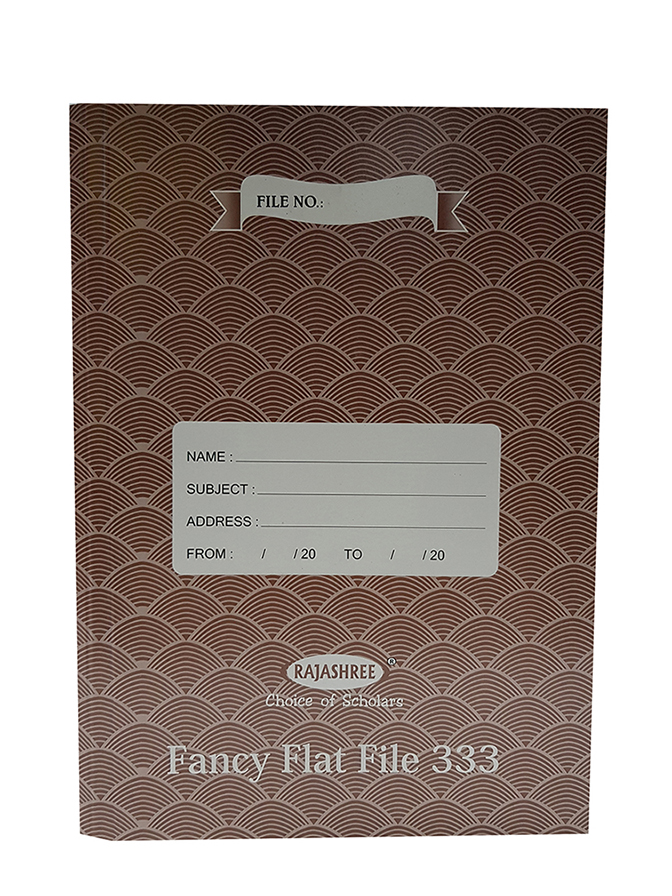 FILE NO.:
NAME :
SUBJECT :
ADDRESS :
FROM : / / 20 TO / / 20
RAJASHREE ®
Choice of Scholars
Fancy Flat File 333